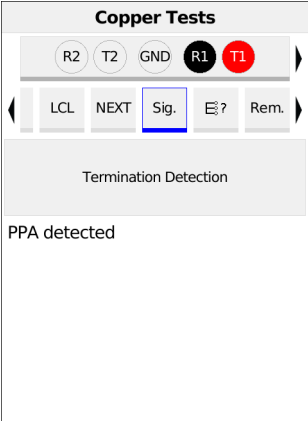 Copper Tests
R2 T2 GND R1 T1
LCL NEXT Sig. ? Rem.
Termination Detection
PPA detected